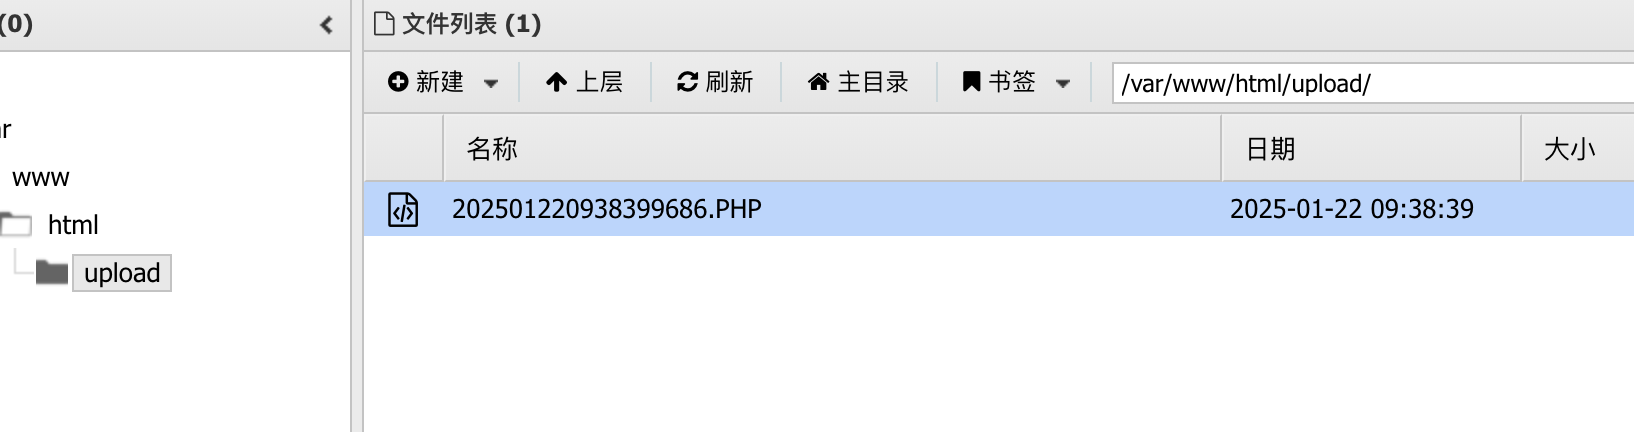 (0)
文件列表 (1)
新建 上层 刷新 主目录 书签 /var/www/html/upload/
www
html
upload
名称 日期 大小
202501220938399686.PHP 2025-01-22 09:38:39